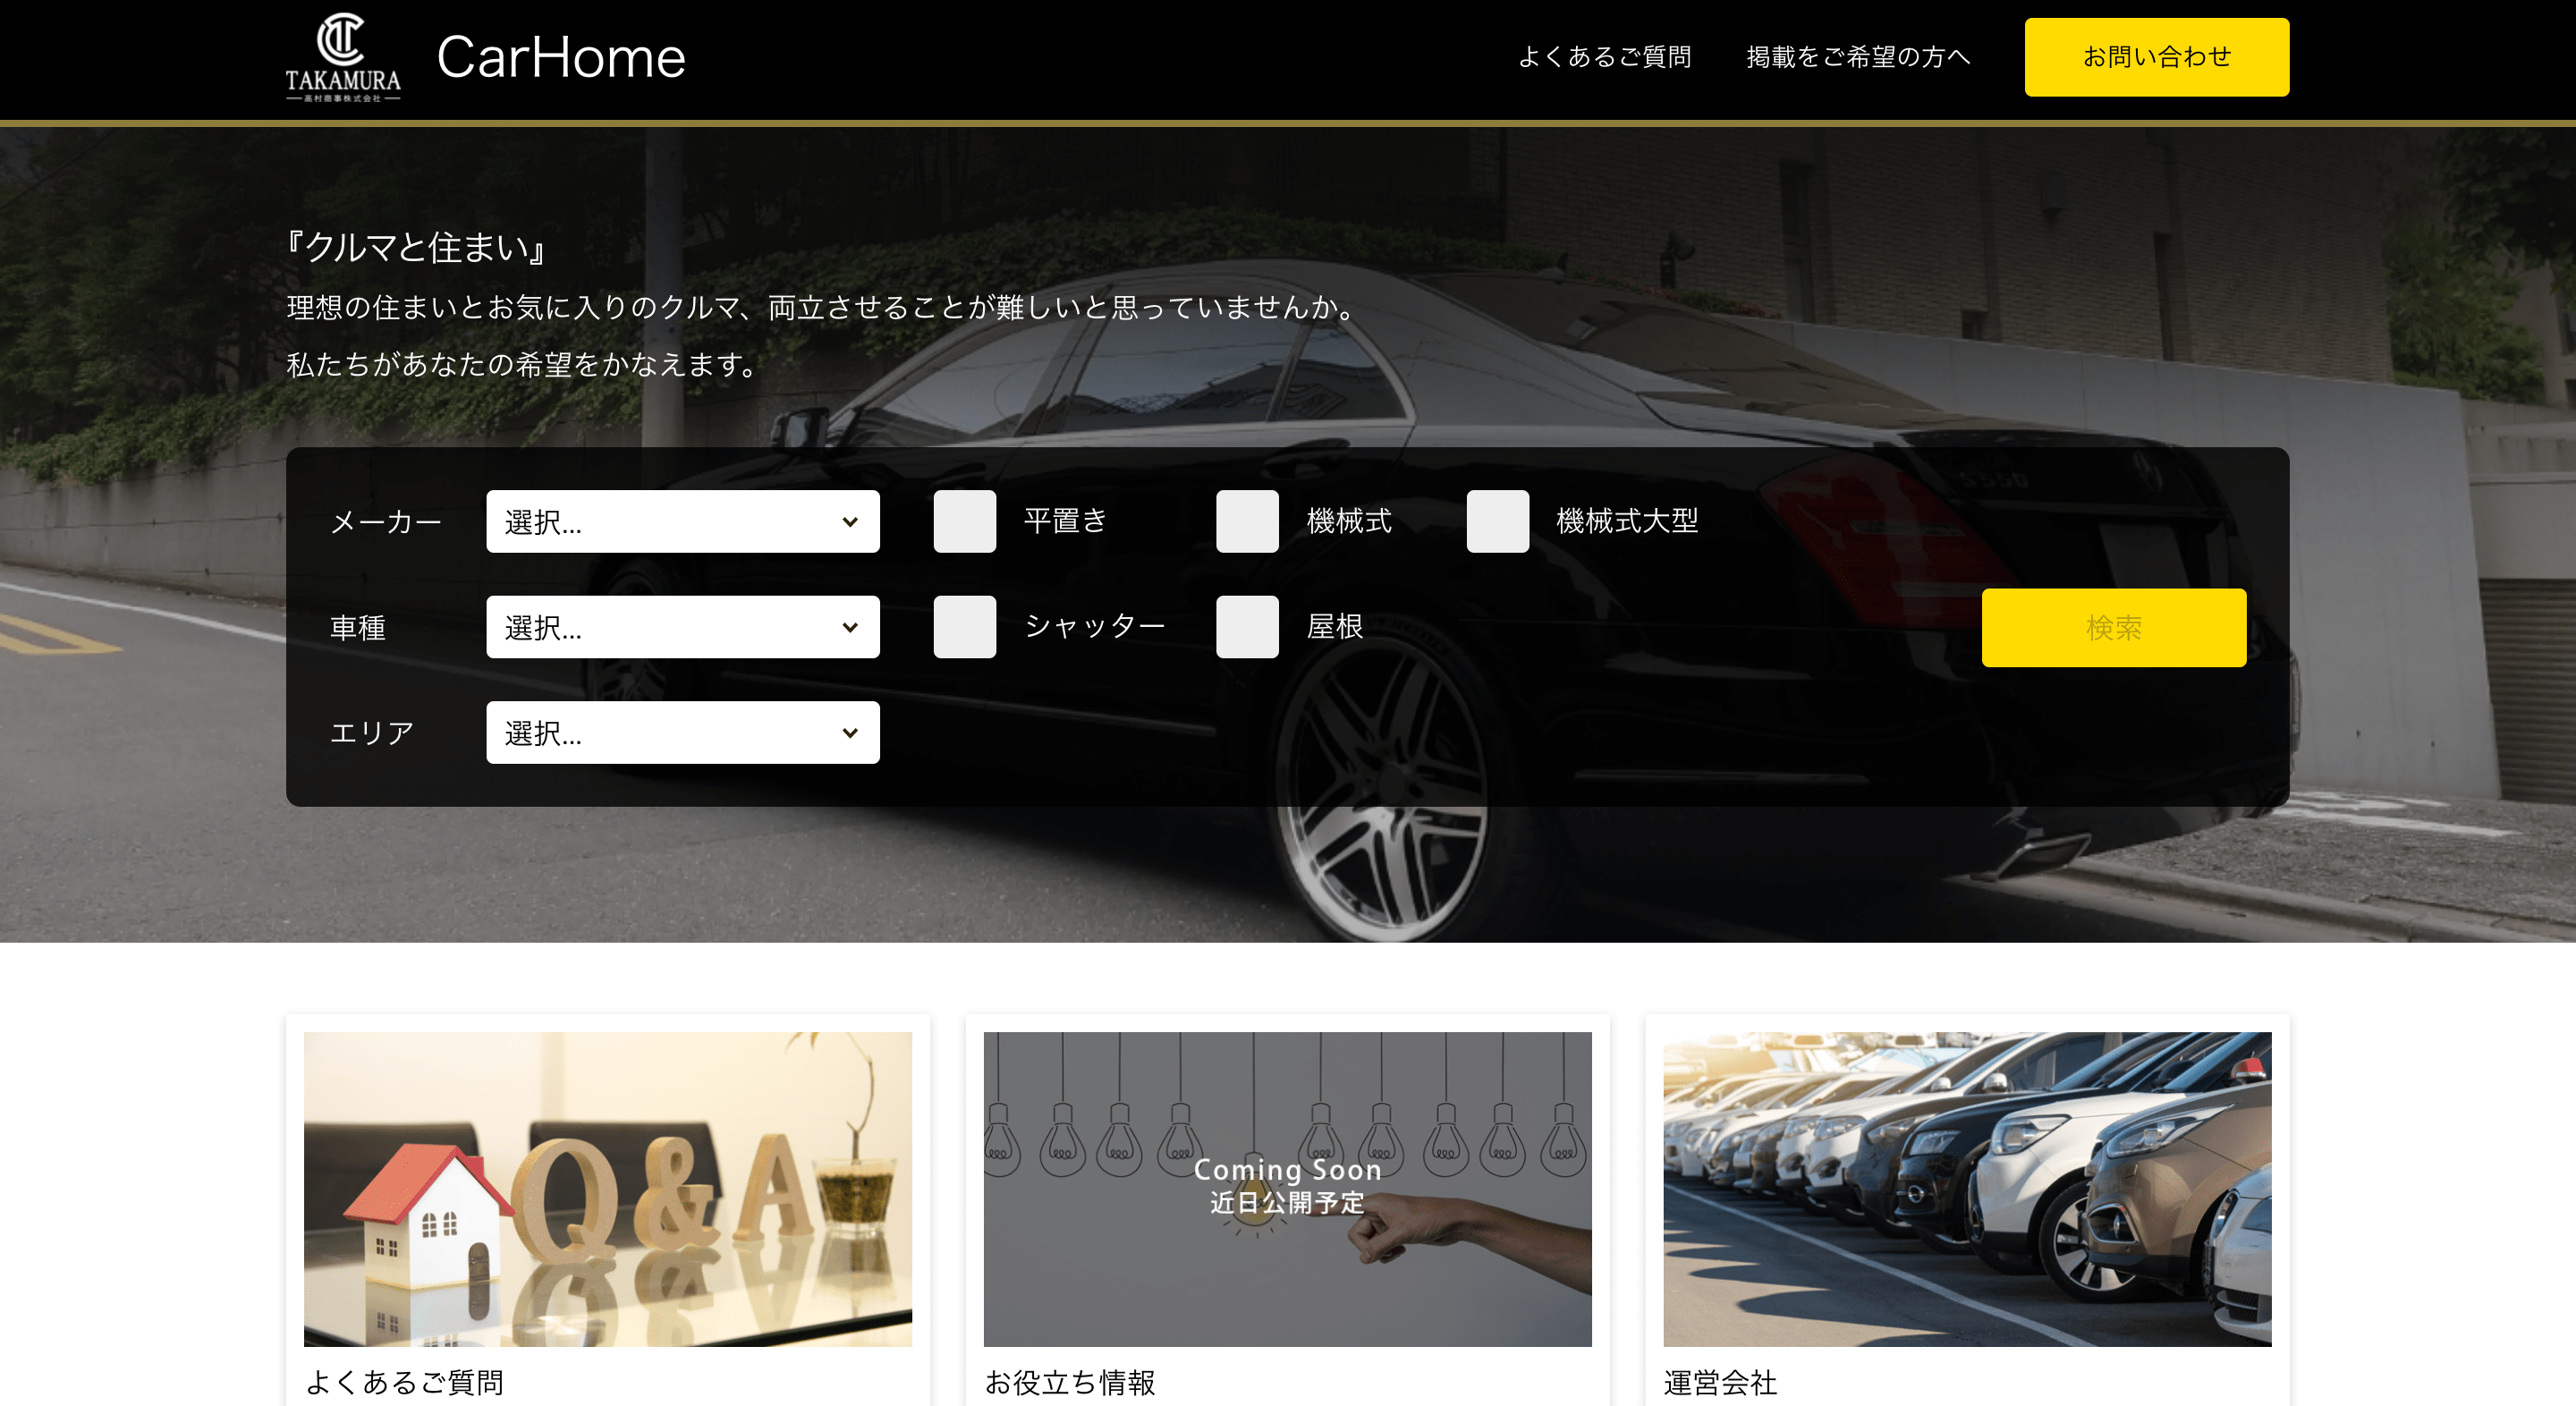 TAKAMURA
高村商事株式会社
CarHome
よくあるご質問
掲載をご希望の方へ
お問い合わせ
『クルマと住まい』
理想の住まいとお気に入りのクルマ、両立させることが難しいと思っていませんか。
私たちがあなたの希望をかなえます。
メーカー
選択...
平置き
機械式
機械式大型
車種
選択...
シャッター
屋根
検索
エリア
選択...
S550
Q&A
Coming Soon
近日公開予定
よくあるご質問
お役立ち情報
運営会社